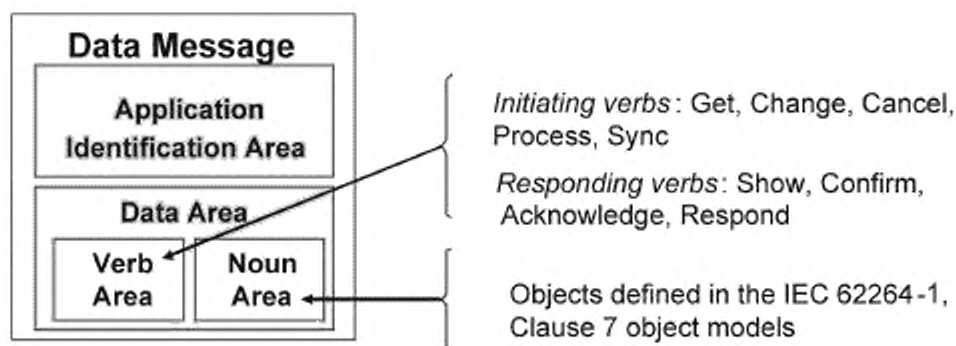 Data Message
Application
Identification Area
Data Area
Verb
Area
Noun
Area
Initiating verbs: Get, Change, Cancel,
Process, Sync
Responding verbs: Show, Confirm,
Acknowledge, Respond
Objects defined in the IEC 62264-1,
Clause 7 object models